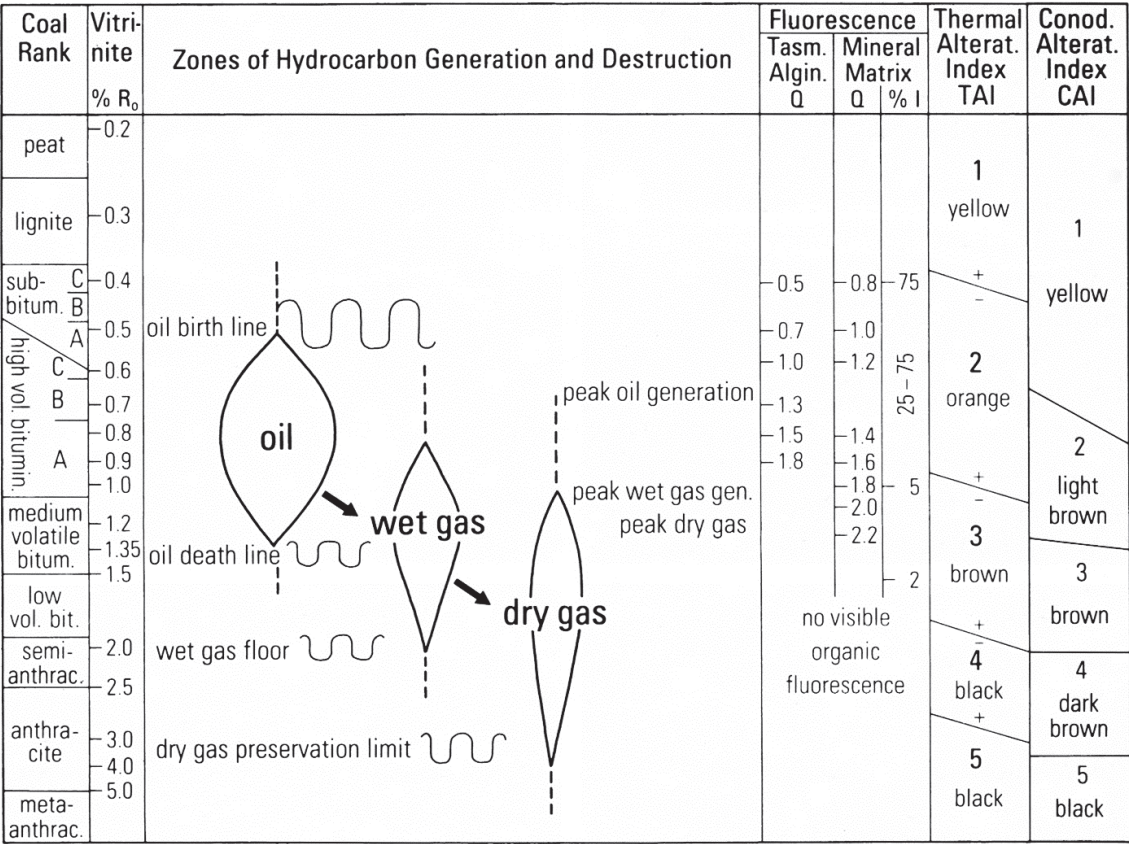 Coal
Rank
Vitri-
nite
% Ro
Zones of Hydrocarbon Generation and Destruction
Fluorescence
Tasm.
Algin.
Q
Mineral
Matrix
Q
% I
Thermal
Alterat.
Index
TAI
Conod.
Alterat.
Index
CAI
peat
lignite
sub-
bitum.
C
B
A
high vol. bitumin.
C
B
A
medium
volatile
bitum.
low
vol. bit.
semi-
anthrac.
anthra-
cite
meta-
anthrac.
0.2
0.3
0.4
0.5
0.6
0.7
0.8
0.9
1.0
1.2
1.35
1.5
2.0
2.5
3.0
4.0
5.0
oil birth line
oil
oil death line
wet gas
wet gas floor
dry gas
dry gas preservation limit
peak oil generation
peak wet gas gen.
peak dry gas
0.5
0.7
1.0
1.3
1.5
1.8
0.8
1.0
1.2
1.4
1.6
1.8
2.0
2.2
75
25–75
5
2
no visible
organic
fluorescence
1
yellow
+
–
2
orange
+
–
3
brown
+
–
4
black
+
5
black
1
yellow
2
light
brown
3
brown
4
dark
brown
5
black